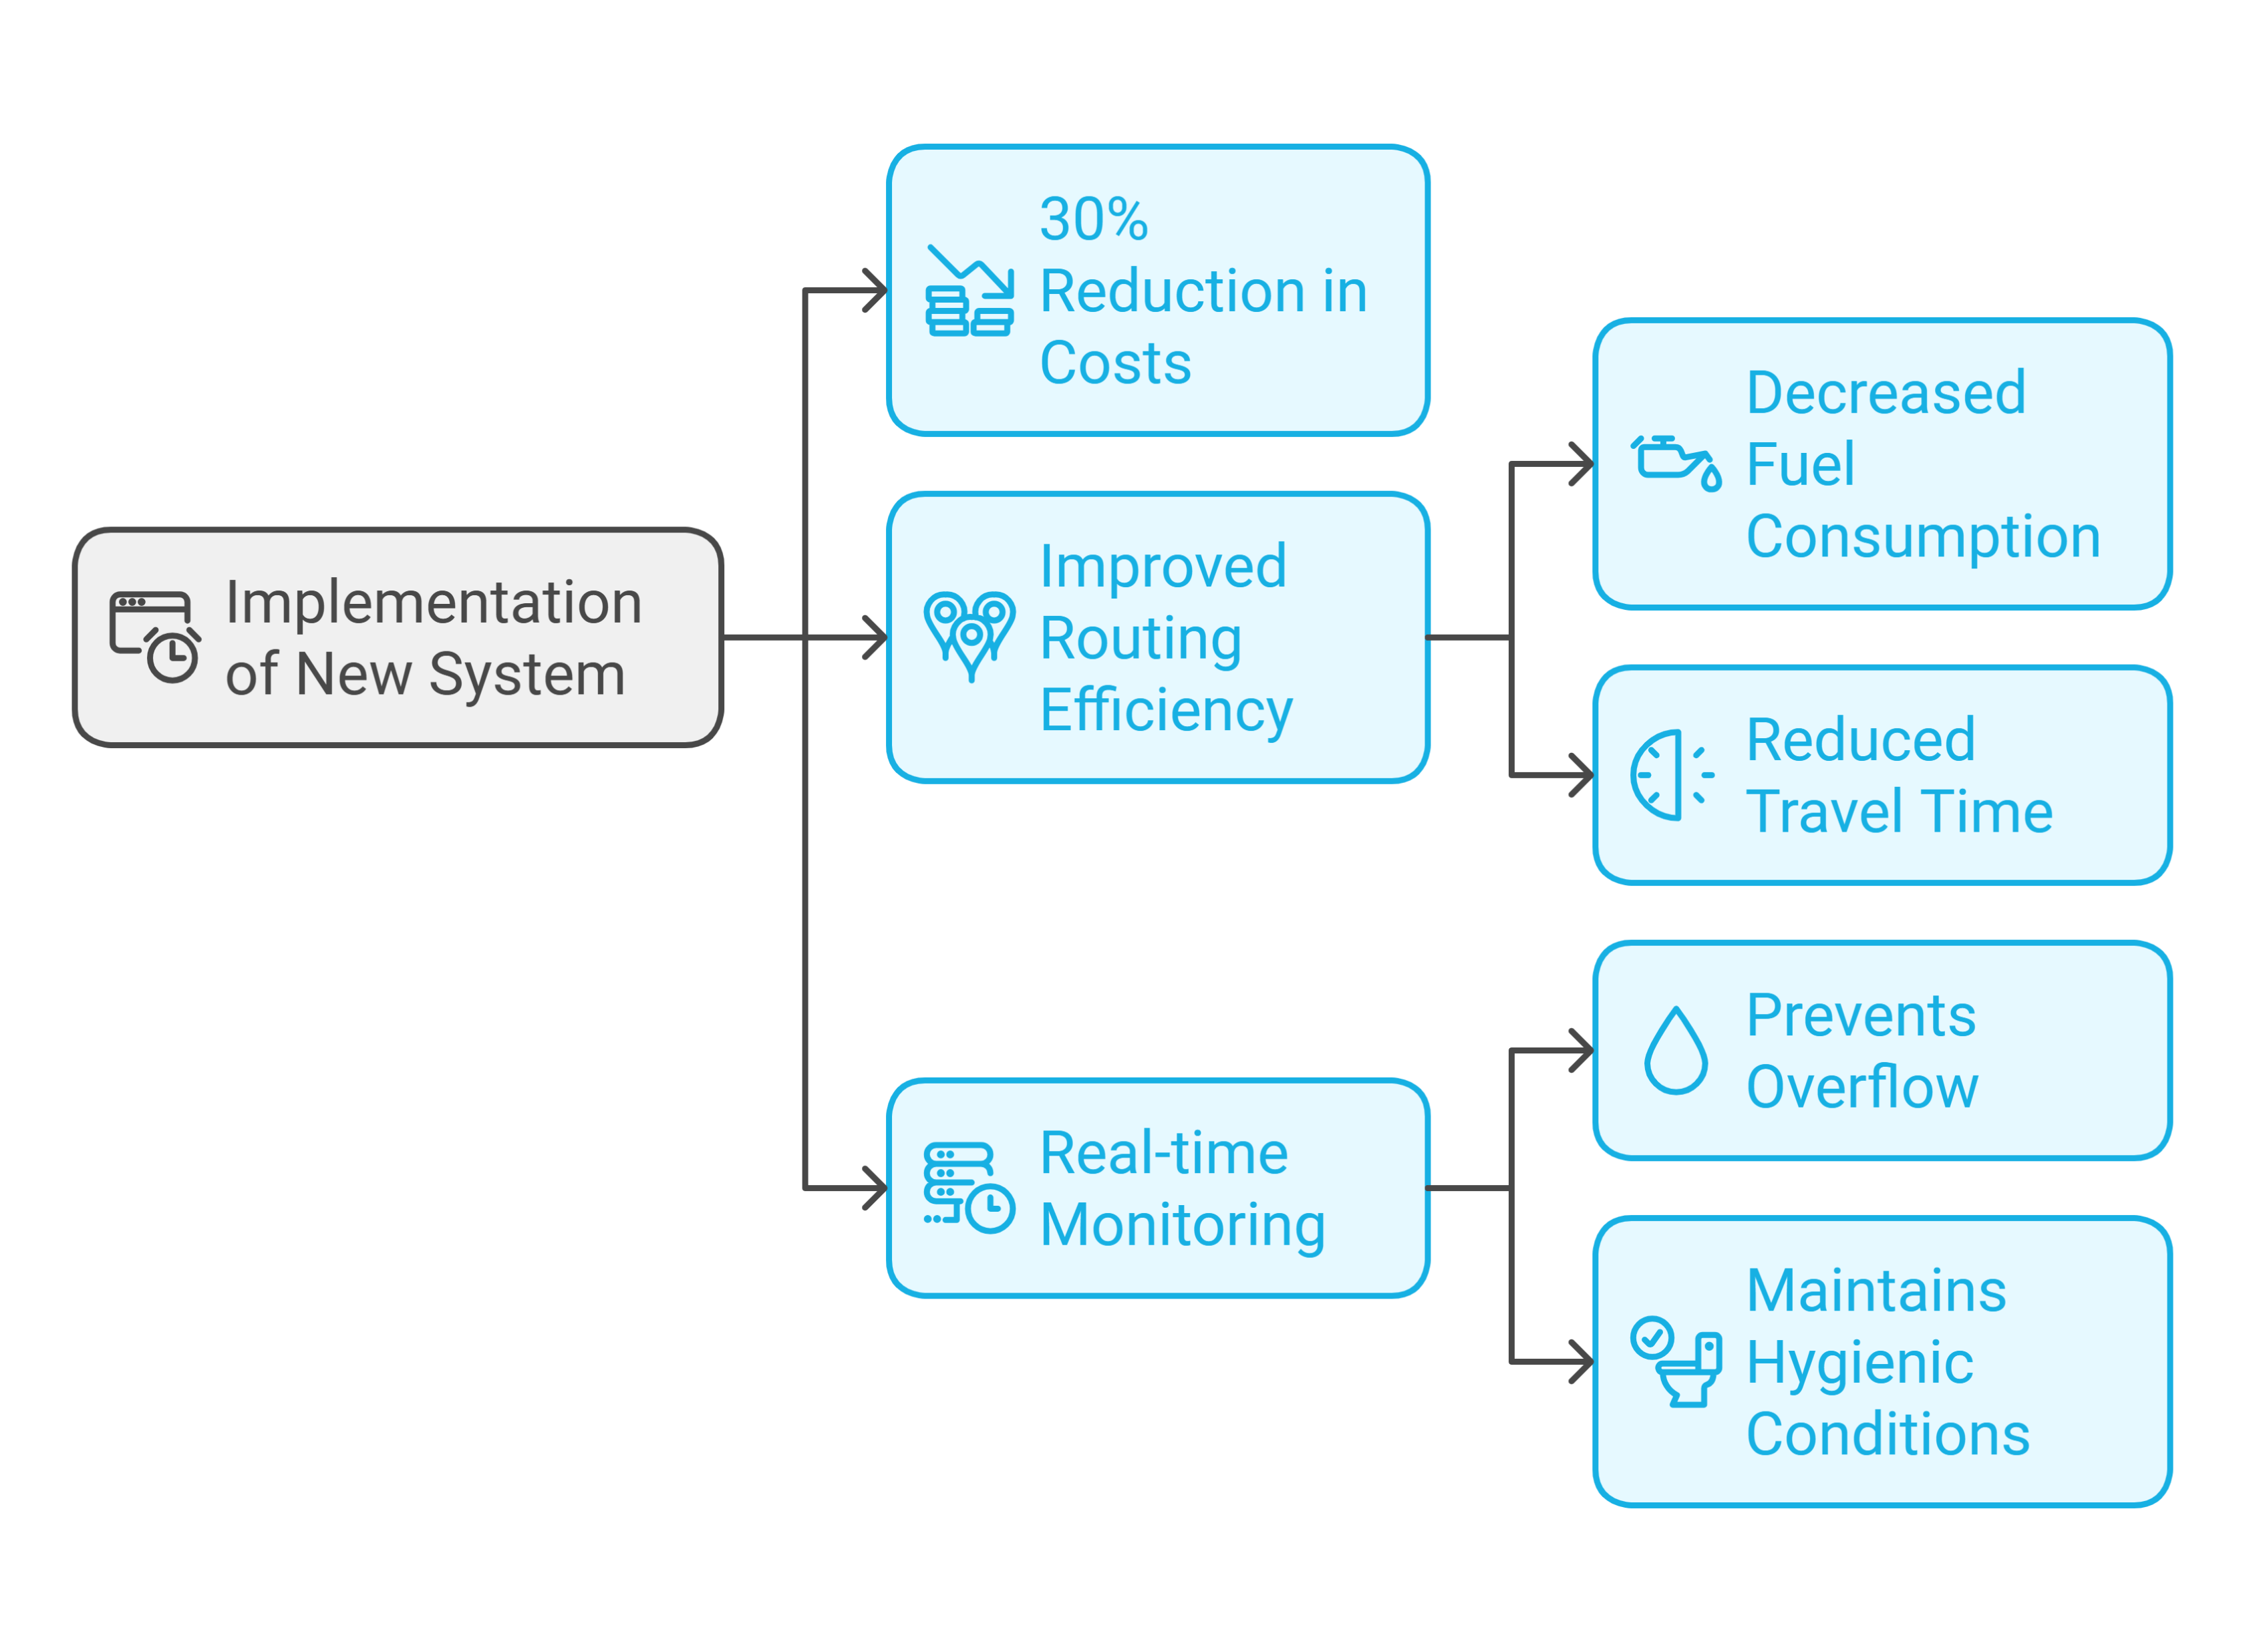 Implementation
of New System
30%
Reduction in
Costs
Improved
Routing
Efficiency
Real-time
Monitoring
Decreased
Fuel
Consumption
Reduced
Travel Time
Prevents
Overflow
Maintains
Hygienic
Conditions